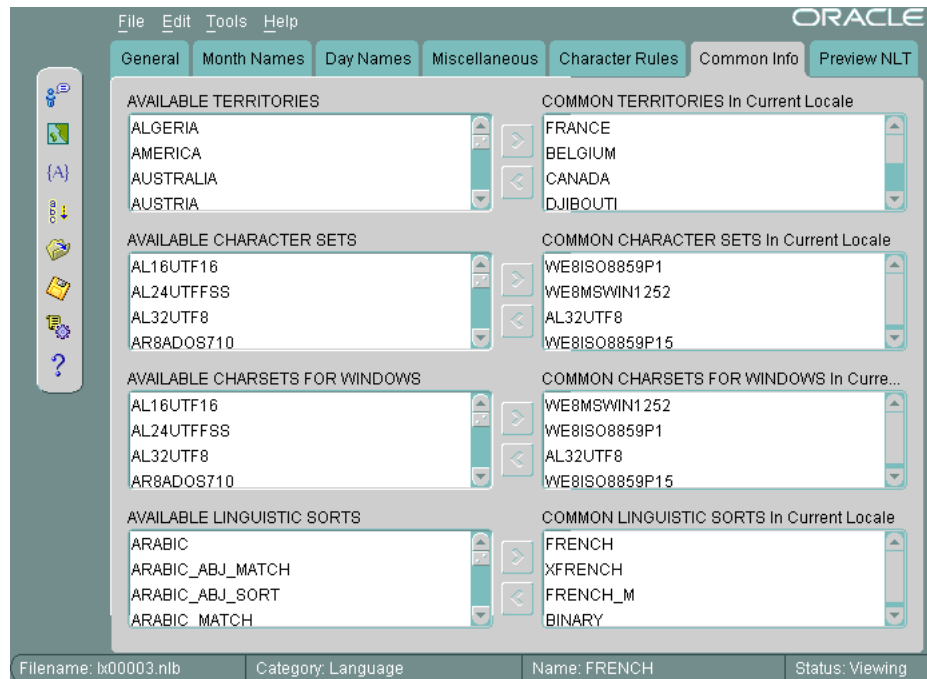 File Edit Tools Help
ORACLE
General Month Names Day Names Miscellaneous Character Rules Common Info Preview NLT
AVAILABLE TERRITORIES
ALGERIA
AMERICA
AUSTRALIA
AUSTRIA
COMMON TERRITORIES In Current Locale
FRANCE
BELGIUM
CANADA
DJIBOUTI
AVAILABLE CHARACTER SETS
AL16UTF16
AL24UTFFSS
AL32UTF8
AR8ADOS710
COMMON CHARACTER SETS In Current Locale
WE8ISO8859P1
WE8MSWIN1252
AL32UTF8
WE8ISO8859P15
AVAILABLE CHARSETS FOR WINDOWS
AL16UTF16
AL24UTFFSS
AL32UTF8
AR8ADOS710
COMMON CHARSETS FOR WINDOWS In Curre...
WE8MSWIN1252
WE8ISO8859P1
AL32UTF8
WE8ISO8859P15
AVAILABLE LINGUISTIC SORTS
ARABIC
ARABIC_ABJ_MATCH
ARABIC_ABJ_SORT
ARABIC_MATCH
COMMON LINGUISTIC SORTS In Current Locale
FRENCH
XFRENCH
FRENCH_M
BINARY
{A}
a
b
c
?
Filename: lx00003.nlb Category: Language Name: FRENCH Status: Viewing